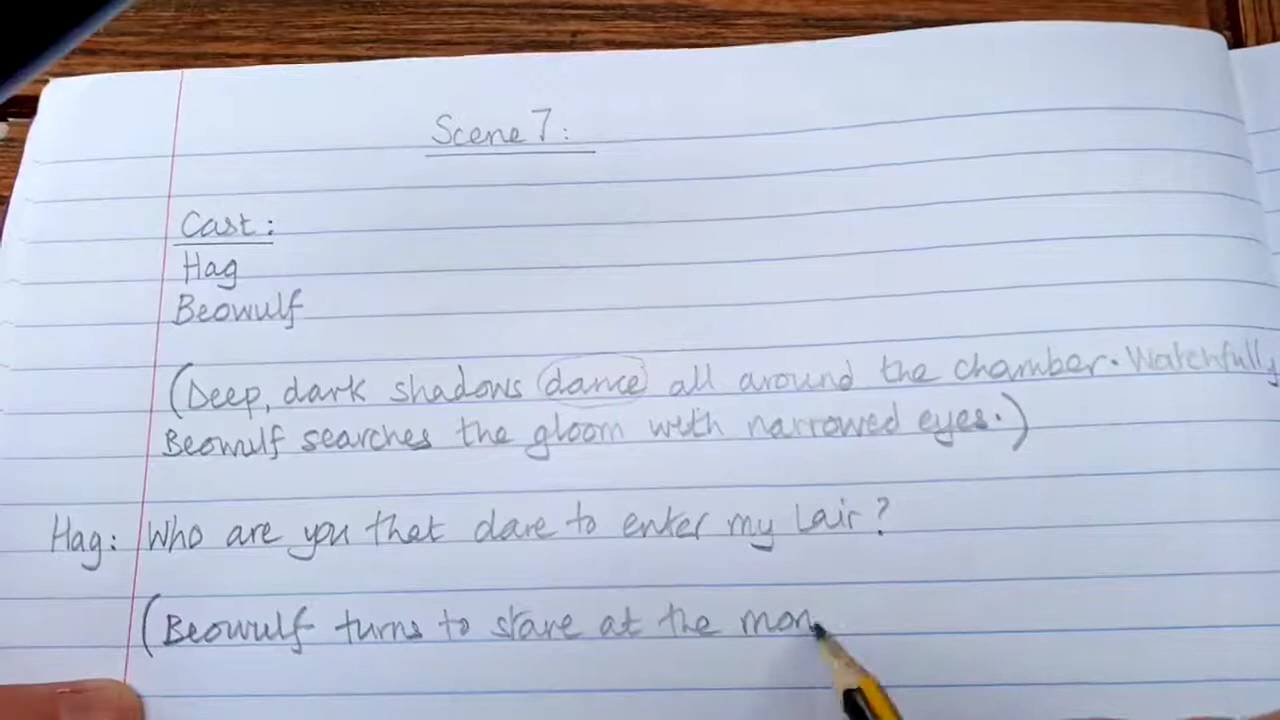 Scene 7:
Cast:
Hag
Beowulf
(Deep, dark shadows dance all around the chamber. Watchfully
Beowulf searches the gloom with narrowed eyes.)
Hag: Who are you that dare to enter my lair?
(Beowulf turns to stare at the mon